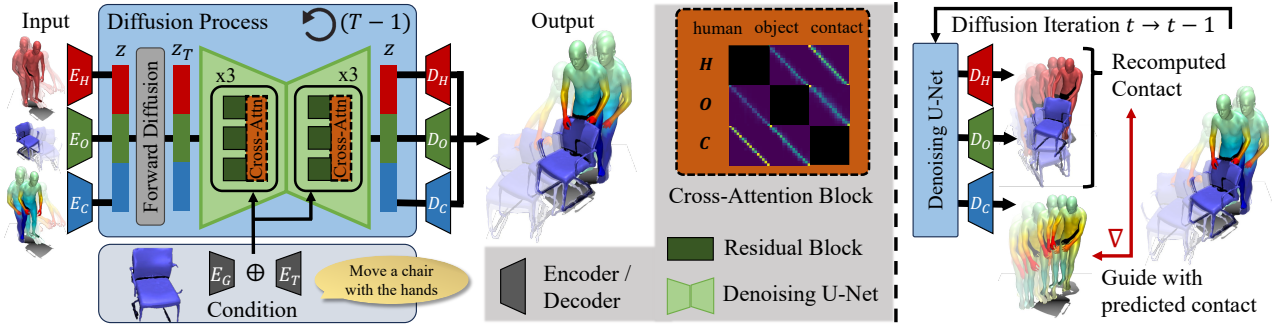 Input
Diffusion Process
(T − 1)
Output
z
z_T
z
E_H
E_O
E_C
Forward Diffusion
x3
x3
Cross-Attn
Cross-Attn
D_H
D_O
D_C
E_G ⊕ E_T
Condition
Move a chair
with the hands
human object contact
H
O
C
Cross-Attention Block
Residual Block
Encoder /
Decoder
Denoising U-Net
Diffusion Iteration t → t − 1
Denoising U-Net
D_H
D_O
D_C
Recomputed
Contact
∇
Guide with
predicted contact